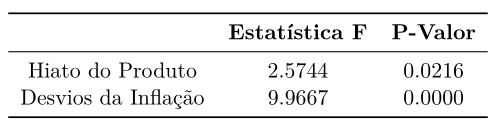 Estatística F P-Valor
Hiato do Produto 2.5744 0.0216
Desvios da Inflação 9.9667 0.0000